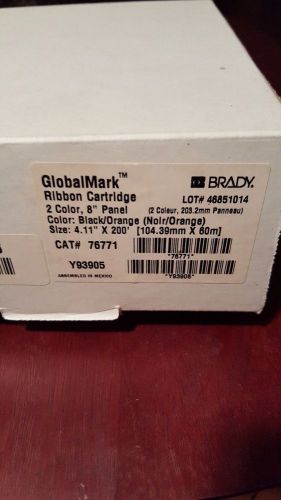 GlobalMark™ BRADY.
Ribbon Cartridge LOT# 46851014
2 Color, 8" Panel (2 Coleur, 203.2mm Panneau)
Color: Black/Orange (Noir/Orange)
Size: 4.11" X 200' [104.39mm X 60m]
CAT# 76771
*76771*
Y93905
*Y93905*
ASSEMBLED IN MEXICO